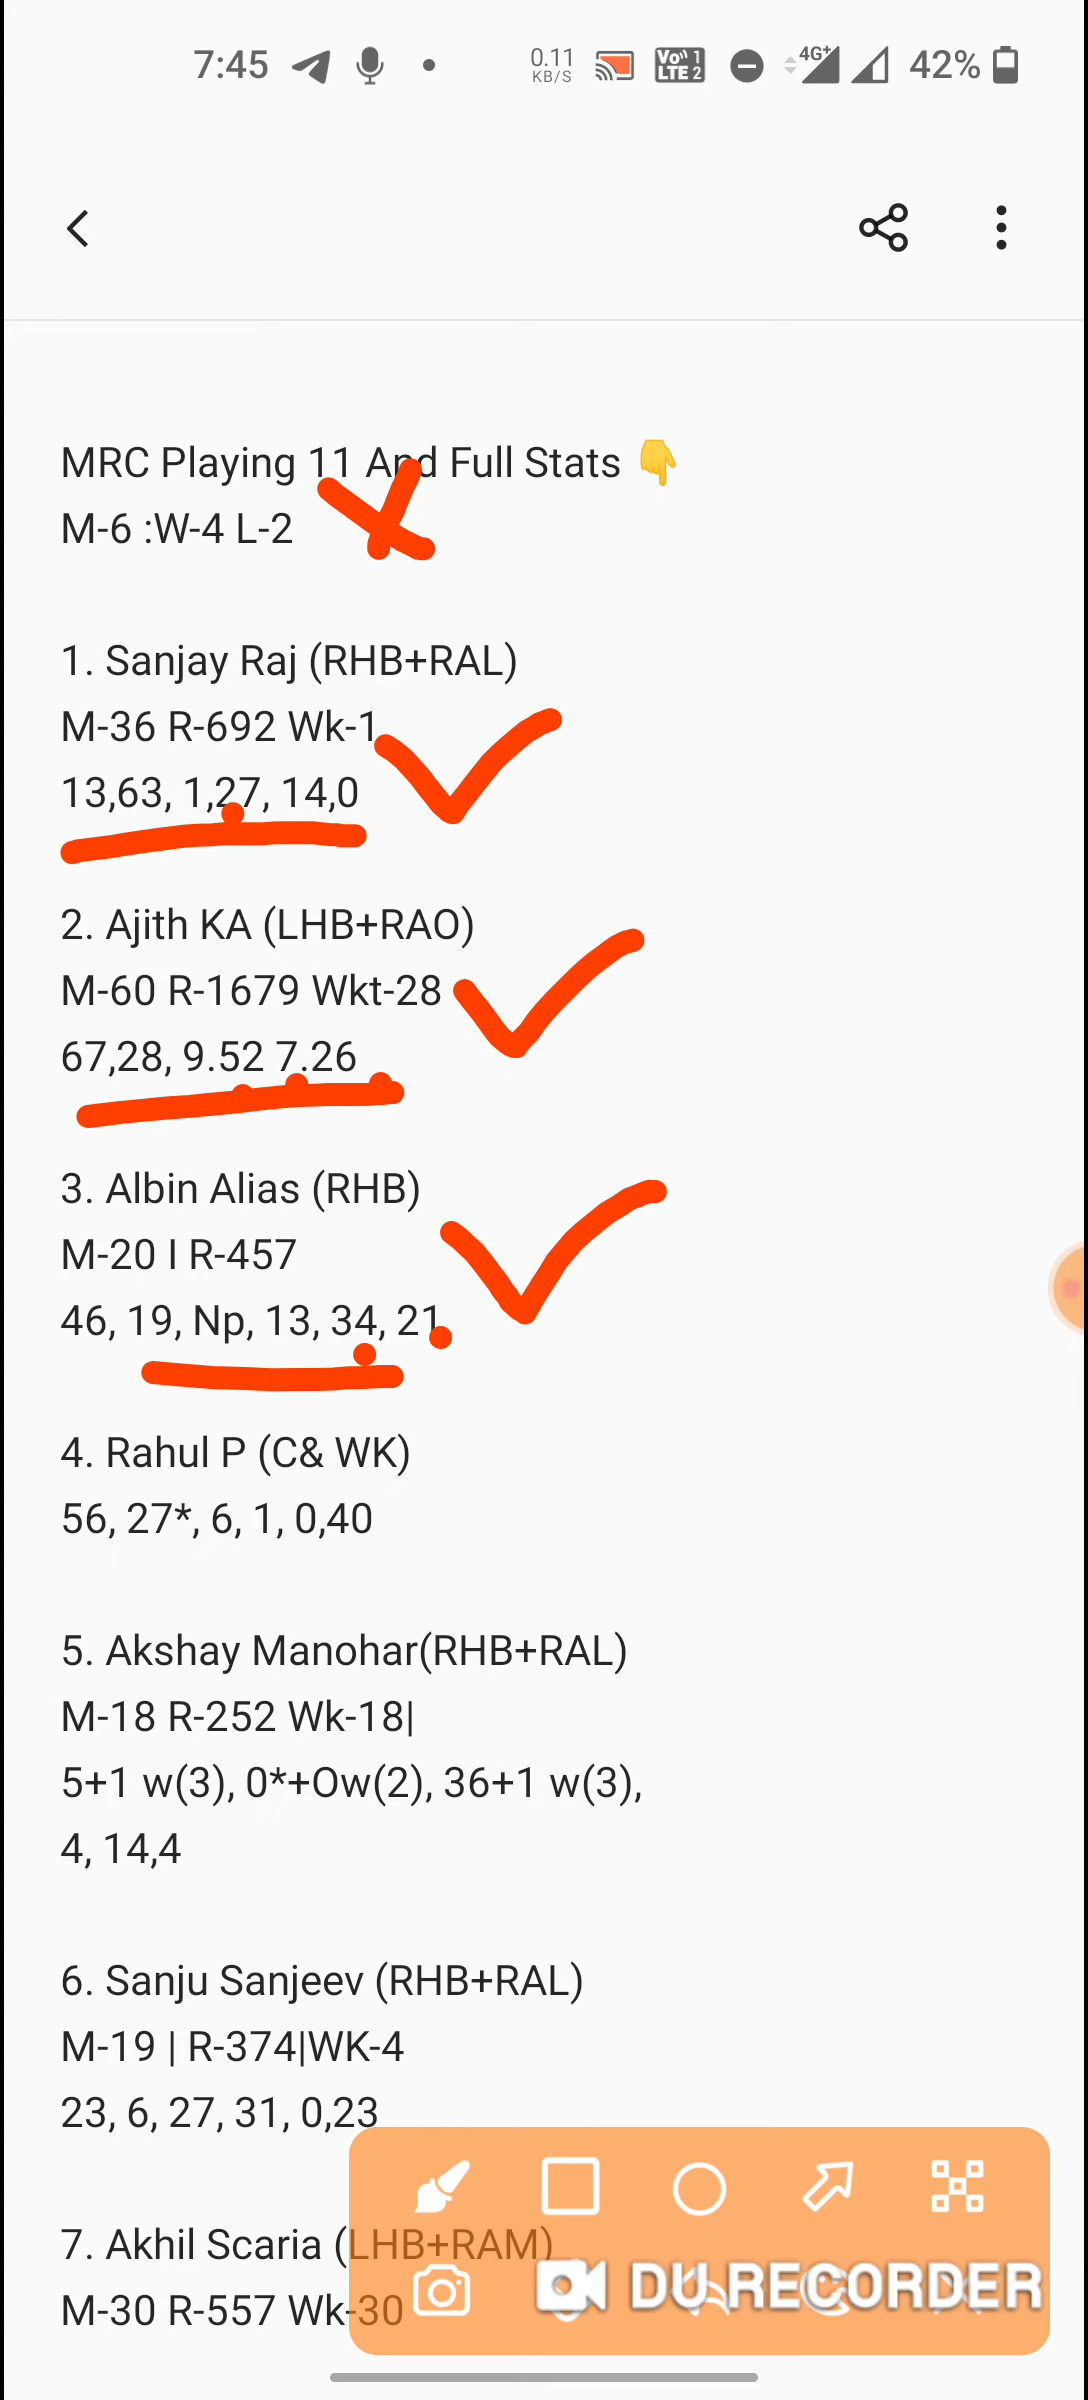 7:45 0.11 KB/S Vo)) 1 LTE 2 4G+ 42%
MRC Playing 11 And Full Stats 👇
M-6 :W-4 L-2
1. Sanjay Raj (RHB+RAL)
M-36 R-692 Wk-1
13,63, 1,27, 14,0
2. Ajith KA (LHB+RAO)
M-60 R-1679 Wkt-28
67,28, 9.52 7.26
3. Albin Alias (RHB)
M-20 I R-457
46, 19, Np, 13, 34, 21
4. Rahul P (C& WK)
56, 27*, 6, 1, 0,40
5. Akshay Manohar(RHB+RAL)
M-18 R-252 Wk-18|
5+1 w(3), 0*+Ow(2), 36+1 w(3),
4, 14,4
6. Sanju Sanjeev (RHB+RAL)
M-19 | R-374|WK-4
23, 6, 27, 31, 0,23
7. Akhil Scaria (LHB+RAM)
M-30 R-557 Wk-30
DU RECORDER